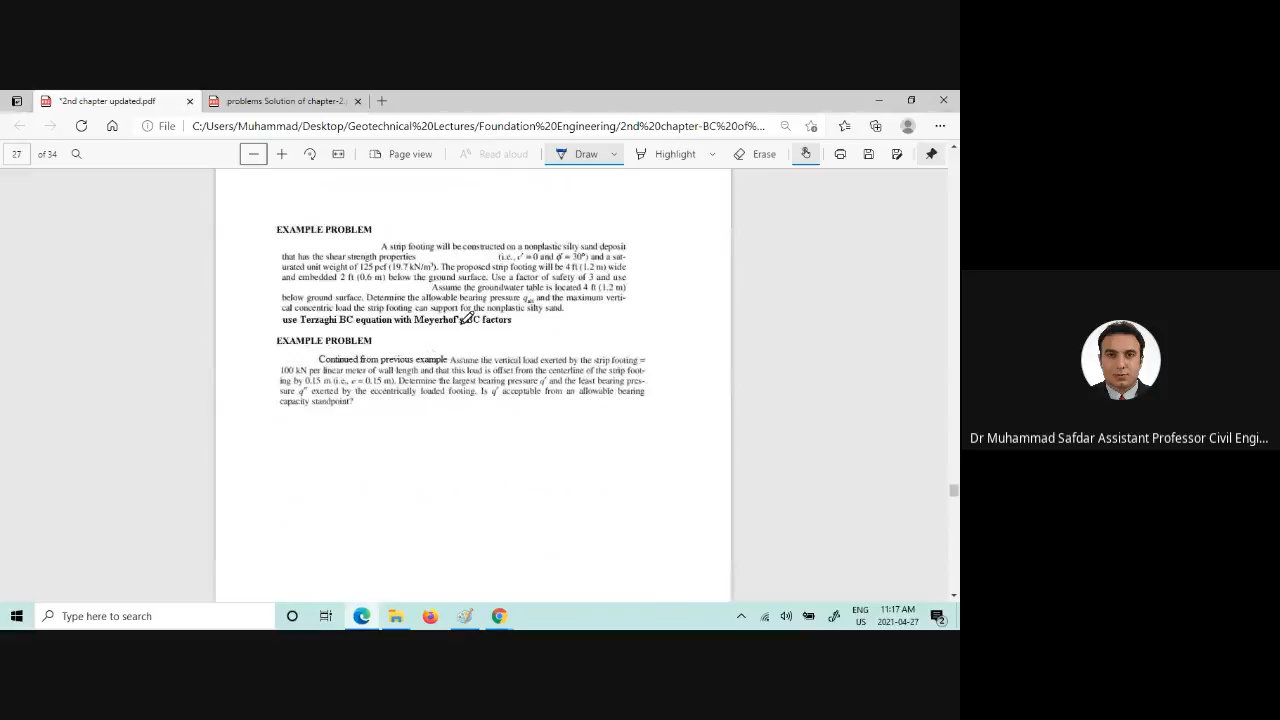 *2nd chapter updated.pdf
problems Solution of chapter-2.
File
C:/Users/Muhammad/Desktop/Geotechnical%20Lectures/Foundation%20Engineering/2nd%20chapter-BC%20of%...
27 of 34
Page view
Read aloud
Draw
Highlight
Erase
EXAMPLE PROBLEM
A strip footing will be constructed on a nonplastic silty sand deposit
that has the shear strength properties (i.e., c' = 0 and ϕ' = 30°) and a sat-
urated unit weight of 125 pcf (19.7 kN/m³). The proposed strip footing will be 4 ft (1.2 m) wide
and embedded 2 ft (0.6 m) below the ground surface. Use a factor of safety of 3 and use
Assume the groundwater table is located 4 ft (1.2 m)
below ground surface. Determine the allowable bearing pressure qall and the maximum verti-
cal concentric load the strip footing can support for the nonplastic silty sand.
use Terzaghi BC equation with Meyerhof's BC factors
EXAMPLE PROBLEM
Continued from previous example Assume the vertical load exerted by the strip footing =
100 kN per linear meter of wall length and that this load is offset from the centerline of the strip foot-
ing by 0.15 m (i.e., e = 0.15 m). Determine the largest bearing pressure q' and the least bearing pres-
sure q" exerted by the eccentrically loaded footing. Is q' acceptable from an allowable bearing
capacity standpoint?
Dr Muhammad Safdar Assistant Professor Civil Engi...
Type here to search
ENG
US
11:17 AM
2021-04-27
2